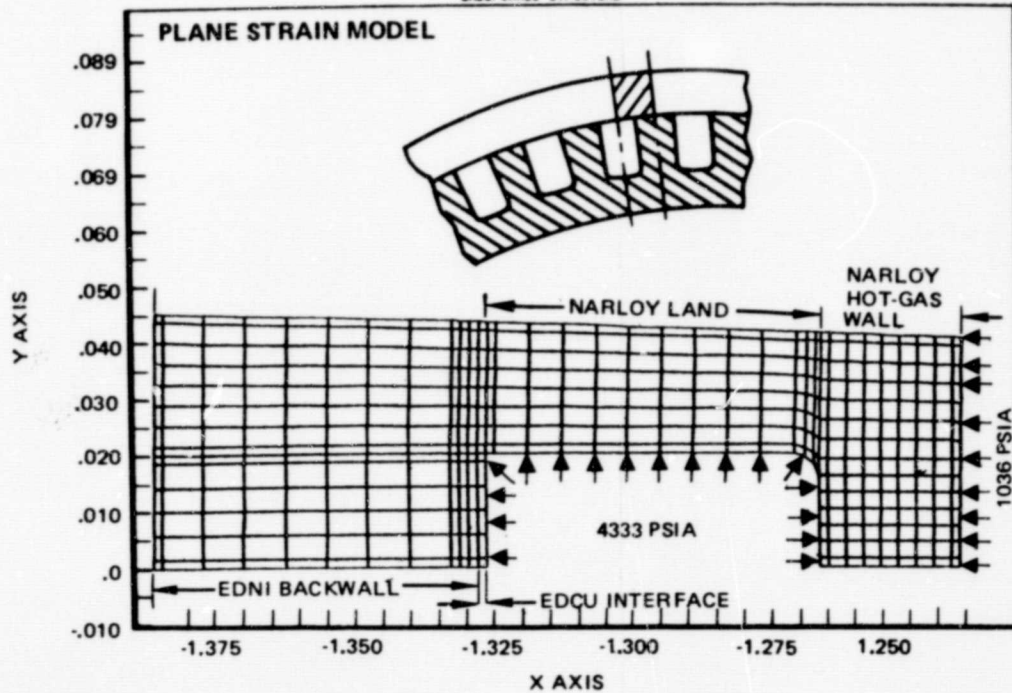 PLANE STRAIN MODEL
.089
.079
.069
.060
.050
.040
.030
.020
.010
.0
-.010
Y AXIS
NARLOY LAND
NARLOY
HOT-GAS
WALL
1036 PSIA
4333 PSIA
EDNI BACKWALL
EDCU INTERFACE
-1.375
-1.350
-1.325
-1.300
-1.275
-1.250
X AXIS